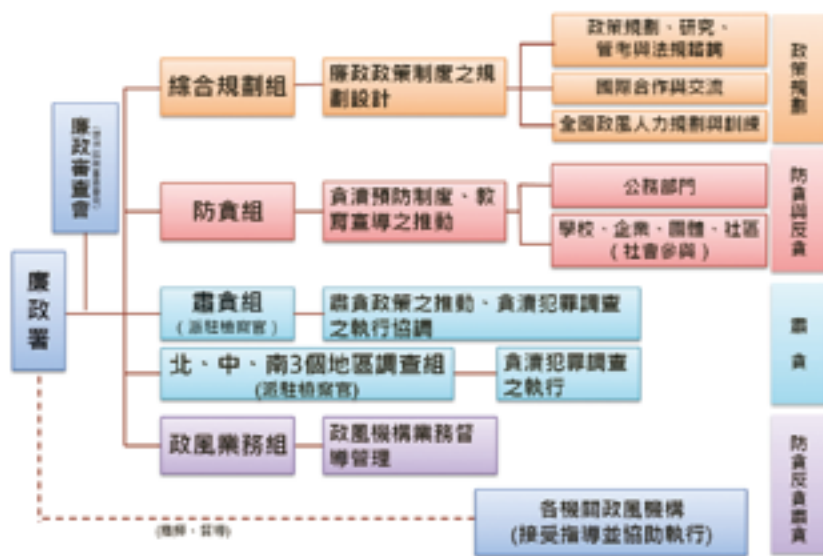 廉政署
廉政審查會
綜合規劃組
廉政政策制度之規
劃設計
政策規劃、研究、
管考與法規諮詢
國際合作與交流
全國政風人力規劃與訓練
政策規劃
防貪組
貪瀆預防制度、教
育宣導之推動
公務部門
學校、企業、團體、社區
(社會參與)
防貪與反貪
肅貪組
(派駐檢察官)
肅貪政策之推動、貪瀆犯罪調查
之執行協調
北、中、南3個地區調查組
(派駐檢察官)
貪瀆犯罪調查
之執行
肅貪
政風業務組
政風機構業務督
導管理
防貪反貪肅貪
各機關政風機構
(接受指導並協助執行)